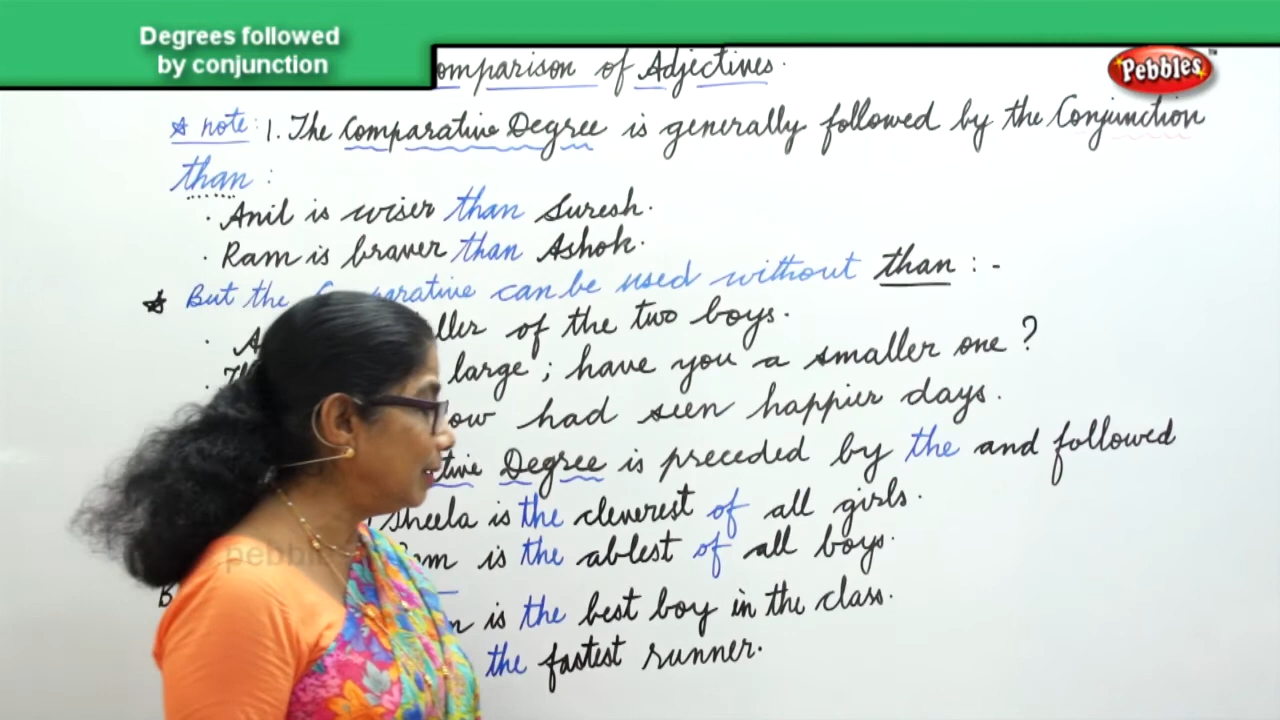 Degrees followed
by conjunction
Pebbles
omparison of Adjectives.
A note: 1. The Comparative Degree is generally followed by the Conjunction
than:
· Anil is wiser than Suresh.
· Ram is braver than Ashok.
But the parative can be used without than :-
A ller of the two boys.
Th large ; have you a smaller one ?
ow had seen happier days.
tive Degree is preceded by the and followed
Sheela is the cleverest of all girls.
m is the ablest of all boys.
B
n is the best boy in the class.
the fastest runner.
pebbles